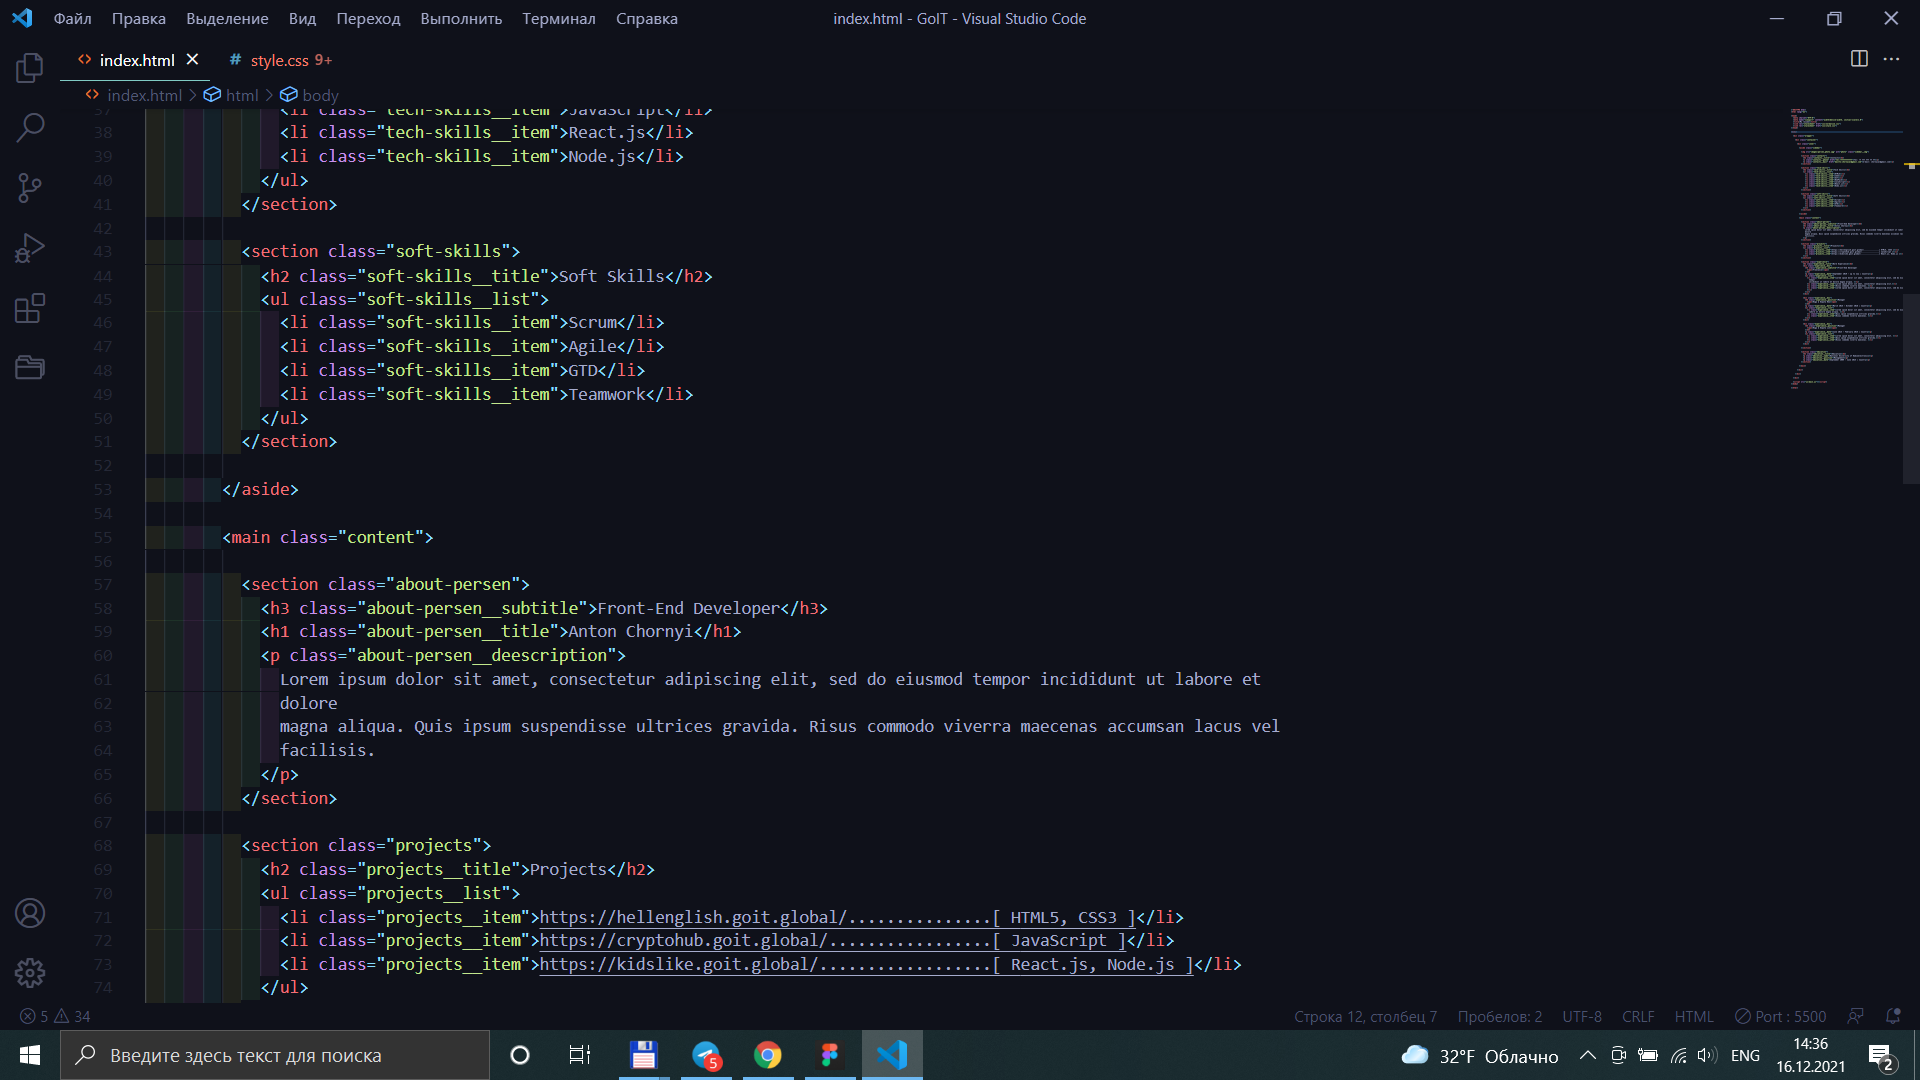 Файл Правка Выделение Вид Переход Выполнить Терминал Справка index.html - GoIT - Visual Studio Code
index.html style.css 9+
index.html > html > body
37 <li class="tech-skills__item">JavaScript</li>
38 <li class="tech-skills__item">React.js</li>
39 <li class="tech-skills__item">Node.js</li>
40 </ul>
41 </section>
42
43 <section class="soft-skills">
44 <h2 class="soft-skills__title">Soft Skills</h2>
45 <ul class="soft-skills__list">
46 <li class="soft-skills__item">Scrum</li>
47 <li class="soft-skills__item">Agile</li>
48 <li class="soft-skills__item">GTD</li>
49 <li class="soft-skills__item">Teamwork</li>
50 </ul>
51 </section>
52
53 </aside>
54
55 <main class="content">
56
57 <section class="about-persen">
58 <h3 class="about-persen__subtitle">Front-End Developer</h3>
59 <h1 class="about-persen__title">Anton Chornyi</h1>
60 <p class="about-persen__deescription">
61 Lorem ipsum dolor sit amet, consectetur adipiscing elit, sed do eiusmod tempor incididunt ut labore et
62 dolore
63 magna aliqua. Quis ipsum suspendisse ultrices gravida. Risus commodo viverra maecenas accumsan lacus vel
64 facilisis.
65 </p>
66 </section>
67
68 <section class="projects">
69 <h2 class="projects__title">Projects</h2>
70 <ul class="projects__list">
71 <li class="projects__item">https://hellenglish.goit.global/...............[ HTML5, CSS3 ]</li>
72 <li class="projects__item">https://cryptohub.goit.global/.................[ JavaScript ]</li>
73 <li class="projects__item">https://kidslike.goit.global/..................[ React.js, Node.js ]</li>
74 </ul>
5 34 Строка 12, столбец 7 Пробелов: 2 UTF-8 CRLF HTML Port : 5500
Введите здесь текст для поиска 5 32°F Облачно ENG 14:36 2
16.12.2021